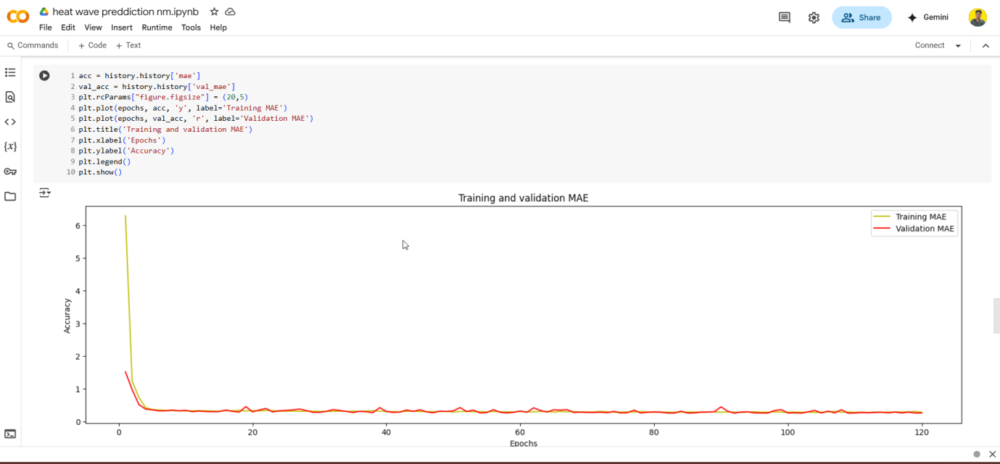 heat wave preddiction nm.ipynb
File Edit View Insert Runtime Tools Help
Share
Gemini
Commands + Code + Text
Connect
1 acc = history.history['mae']
2 val_acc = history.history['val_mae']
3 plt.rcParams["figure.figsize"] = (20,5)
4 plt.plot(epochs, acc, 'y', label='Training MAE')
5 plt.plot(epochs, val_acc, 'r', label='Validation MAE')
6 plt.title('Training and validation MAE')
7 plt.xlabel('Epochs')
8 plt.ylabel('Accuracy')
9 plt.legend()
10 plt.show()
{x}
Training and validation MAE
Training MAE
Validation MAE
6
5
4
3
2
1
0
Accuracy
0 20 40 60 80 100 120
Epochs